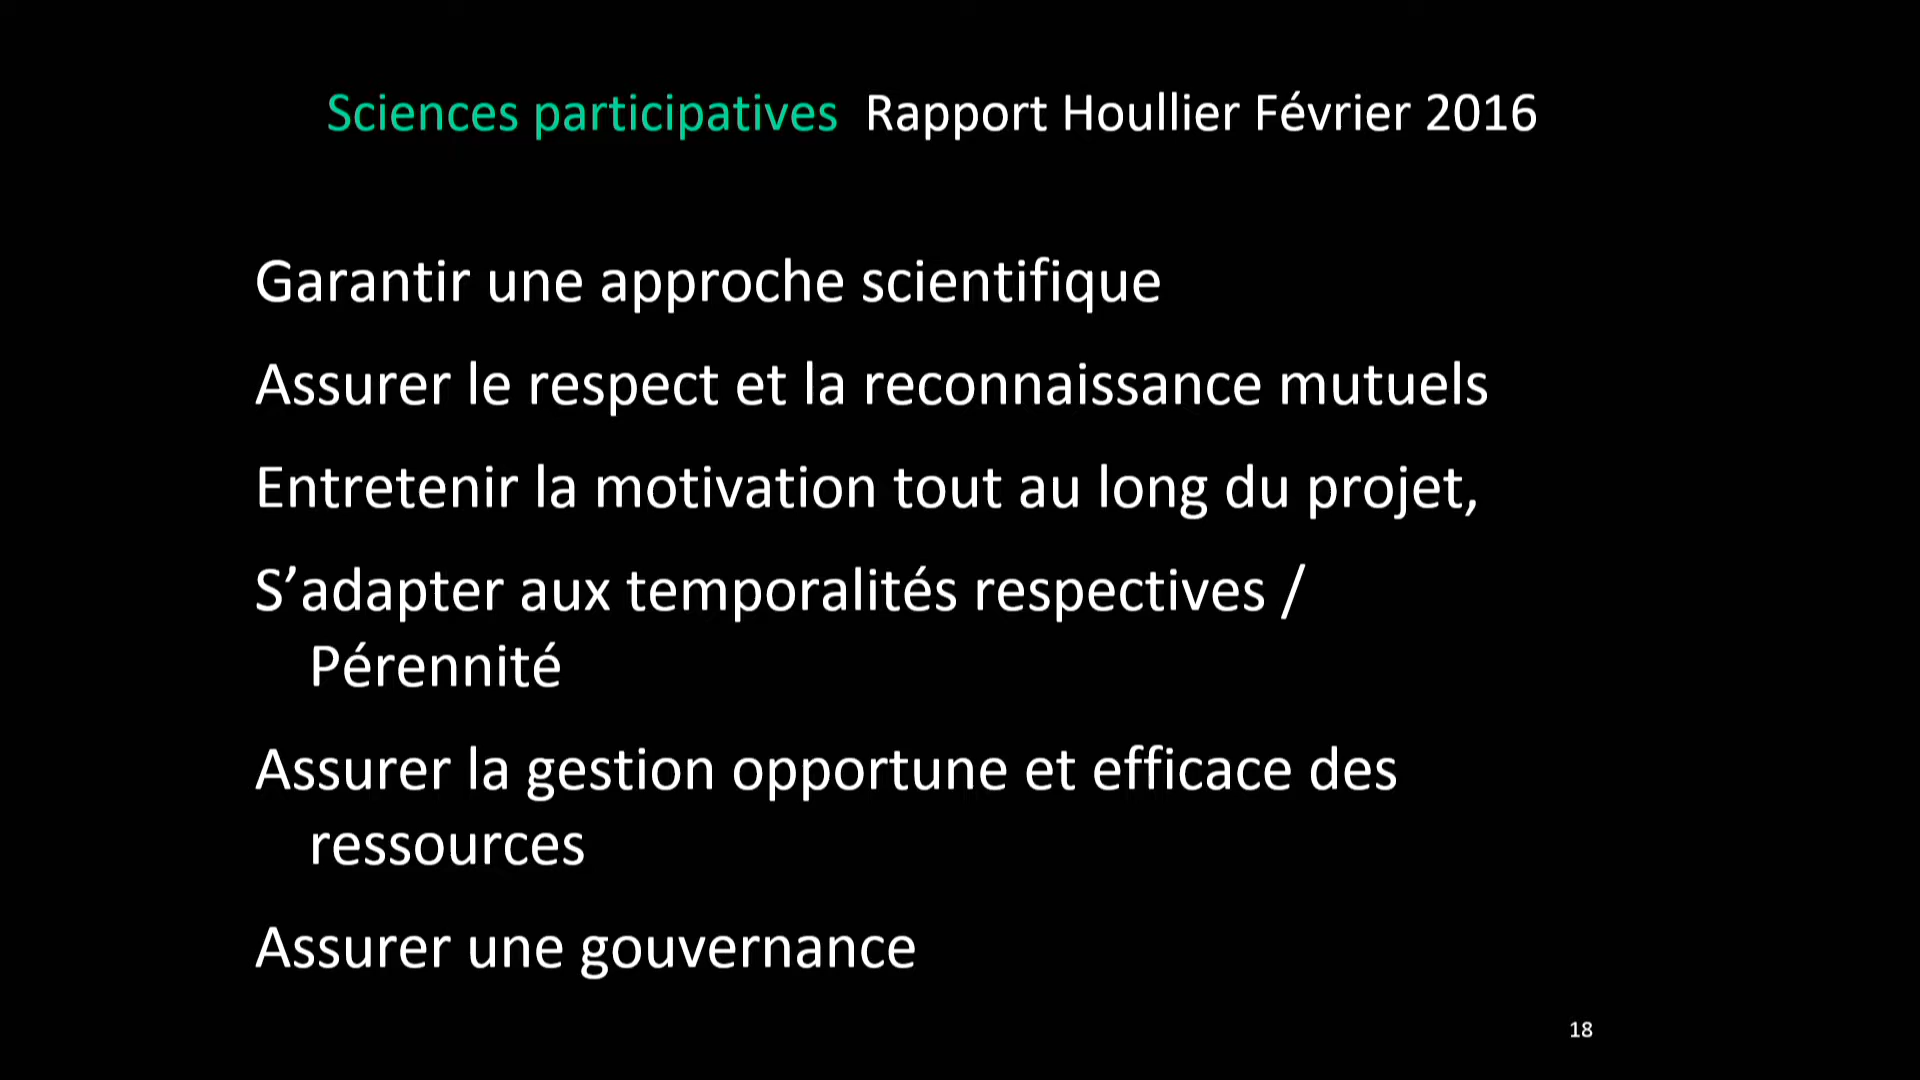 Sciences participatives Rapport Houllier Février 2016
Garantir une approche scientifique
Assurer le respect et la reconnaissance mutuels
Entretenir la motivation tout au long du projet,
S’adapter aux temporalités respectives /
Pérennité
Assurer la gestion opportune et efficace des
ressources
Assurer une gouvernance
18